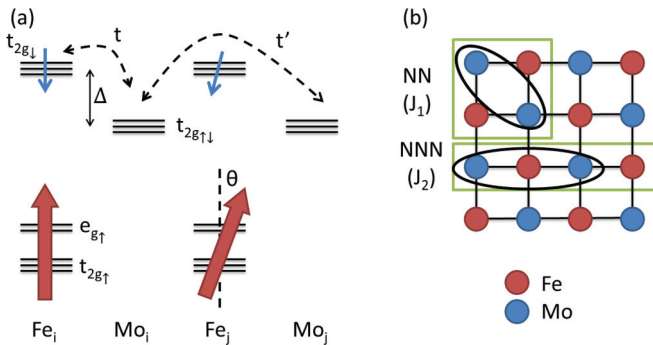 (a)
t2g↓
t
t'
Δ
t2g↑↓
θ
eg↑
t2g↑
Fei
Moi
Fej
Moj
(b)
NN
(J1)
NNN
(J2)
Fe
Mo